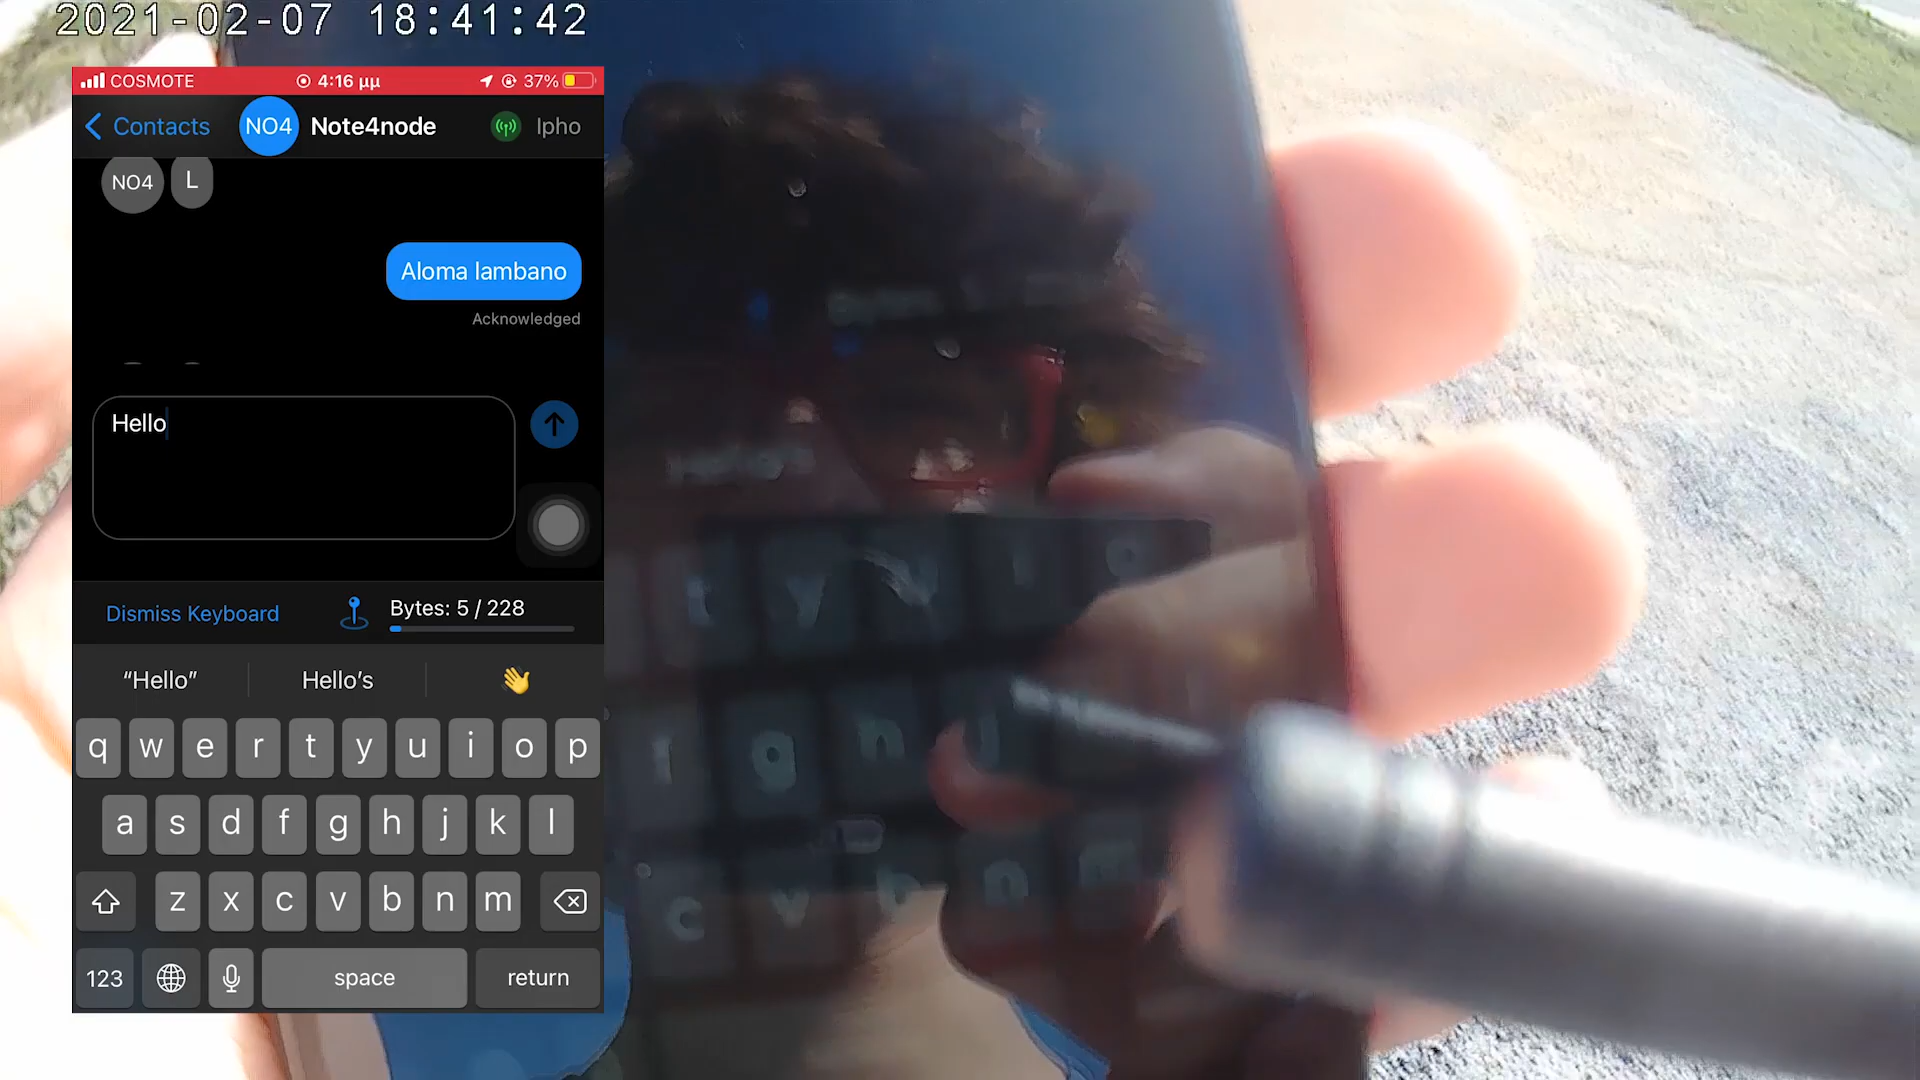 2021-02-07 18:41:42
COSMOTE 4:16 μμ 37%
Contacts NO4 Note4node Ipho
NO4 L
Aloma lambano
Acknowledged
Hello
Dismiss Keyboard Bytes: 5 / 228
“Hello” Hello’s 👋
q w e r t y u i o p
a s d f g h j k l
z x c v b n m
123 space return
t y u i o
g h j
c v b n m